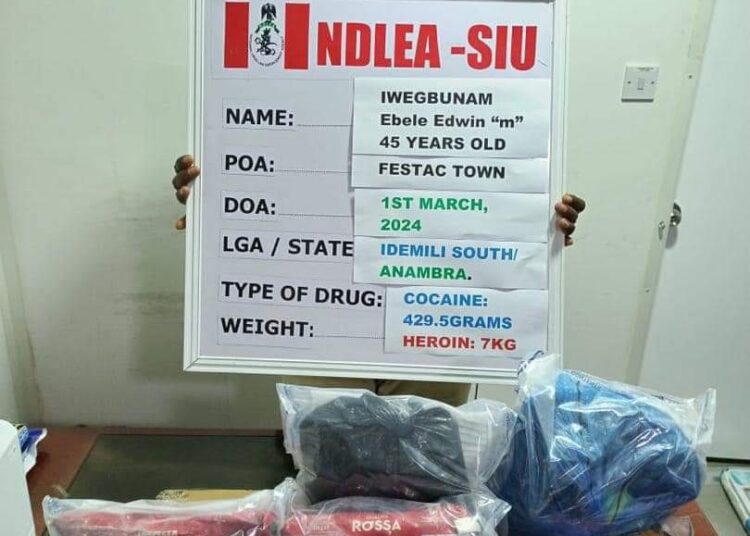 NDLEA -SIU
NAME:
IWEGBUNAM
Ebele Edwin “m”
45 YEARS OLD
POA:
FESTAC TOWN
DOA:
1ST MARCH,
2024
LGA / STATE
IDEMILI SOUTH/
ANAMBRA.
TYPE OF DRUG:
COCAINE:
429.5GRAMS
WEIGHT:
HEROIN: 7KG
ROSSA